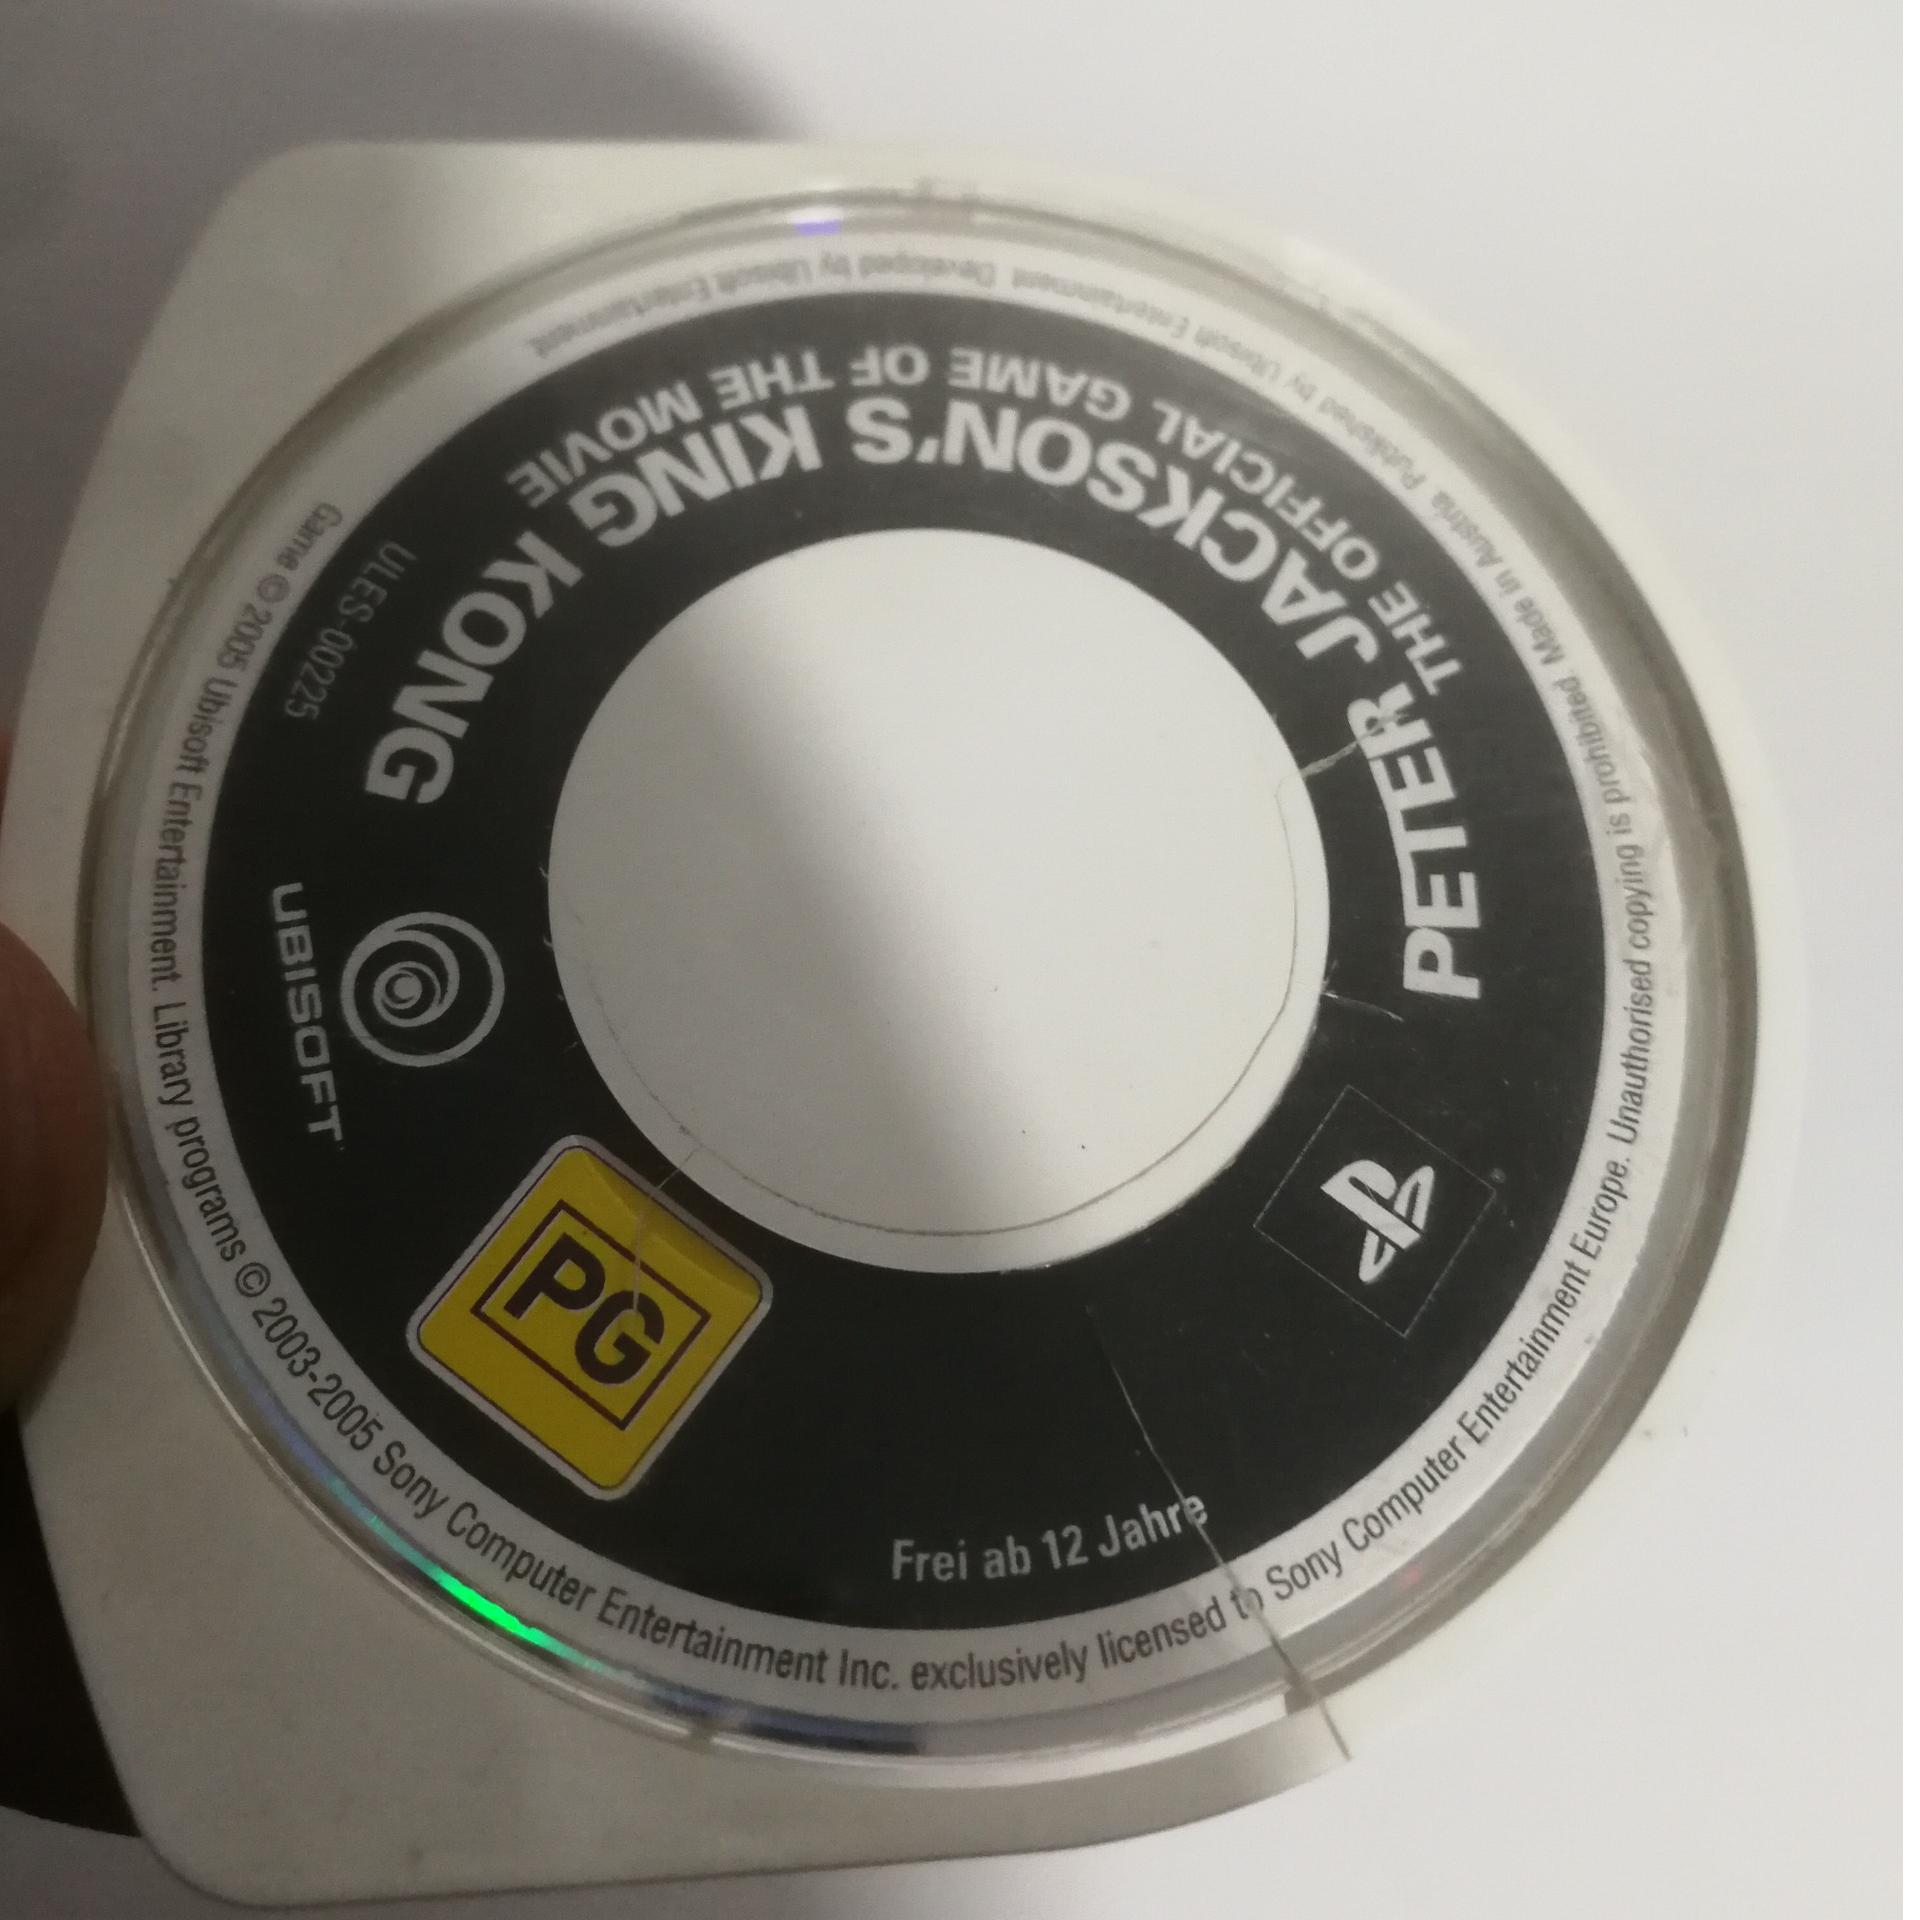 PETER JACKSON'S KING KONG
THE OFFICIAL GAME OF THE MOVIE
ULES-00225
UBISOFT
PG
Frei ab 12 Jahre
Game © 2005 Ubisoft Entertainment. Library programs © 2003-2005 Sony Computer Entertainment Inc. exclusively licensed to Sony Computer Entertainment Europe. Unauthorised copying is prohibited. Made in Austria. Published by Ubisoft Entertainment. Developed by Ubisoft Entertainment